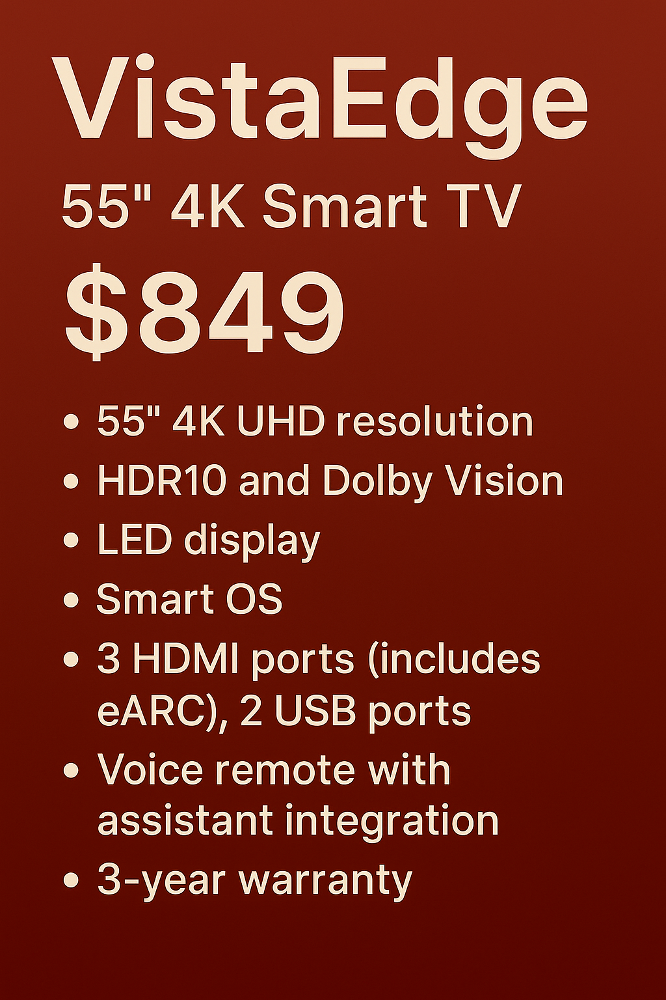 VistaEdge
55" 4K Smart TV
$849
• 55" 4K UHD resolution
• HDR10 and Dolby Vision
• LED display
• Smart OS
• 3 HDMI ports (includes
eARC), 2 USB ports
• Voice remote with
assistant integration
• 3-year warranty